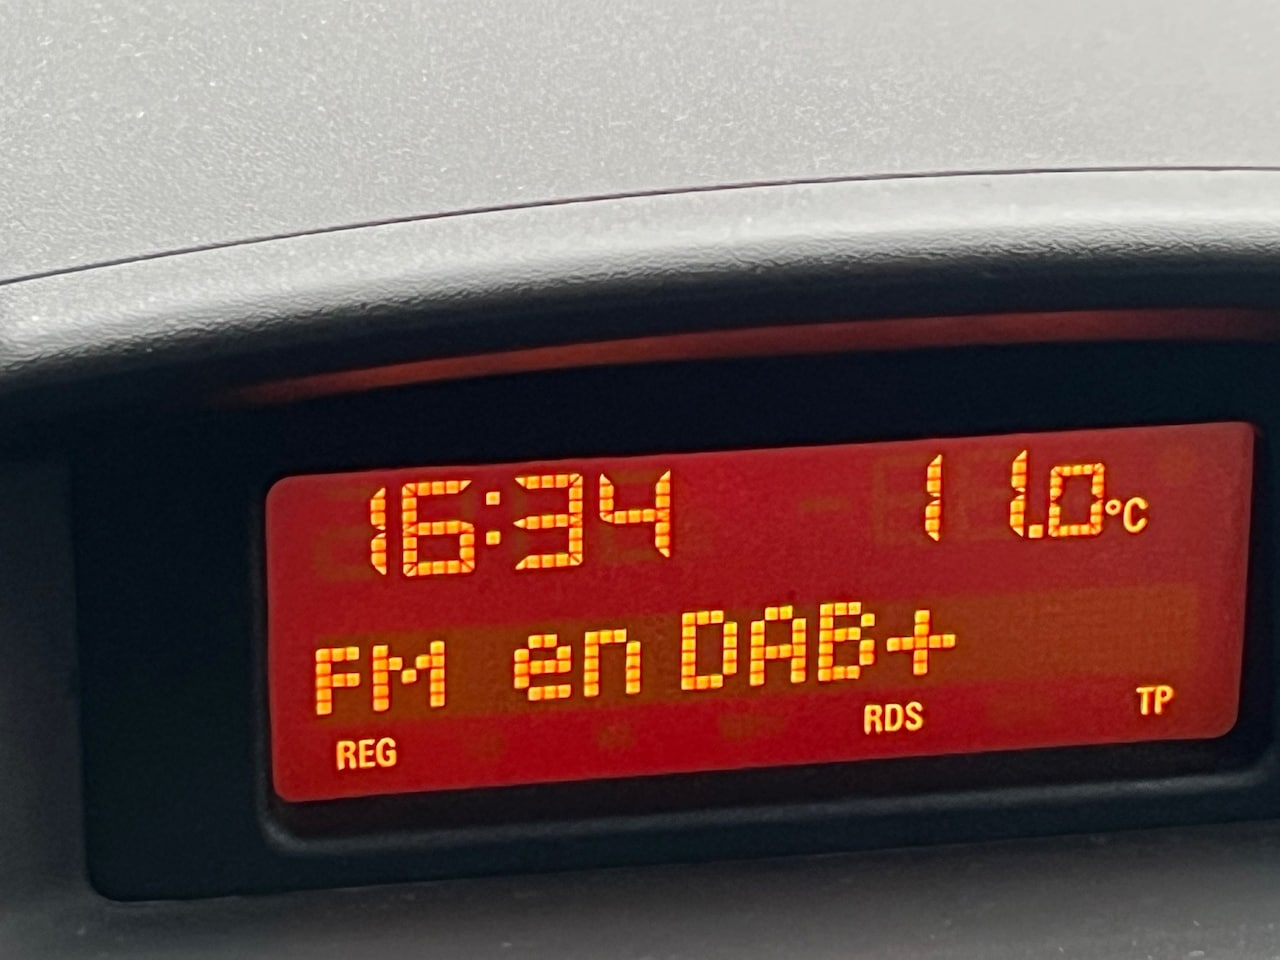 16:34 11.0°C
FM en DAB+
REG RDS TP